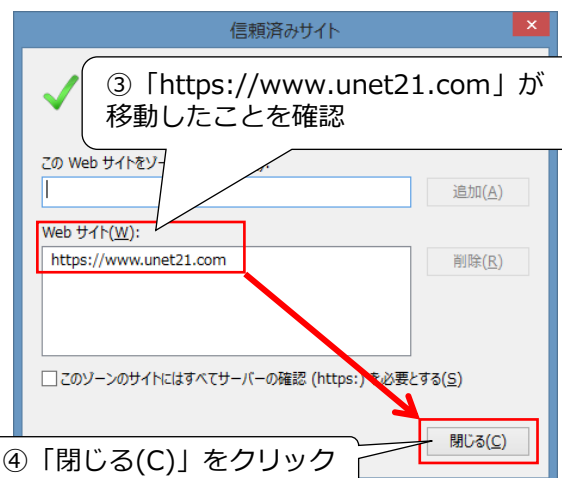 信頼済みサイト
③「https://www.unet21.com」が
移動したことを確認
この Web サイトをゾー
追加(A)
Web サイト(W):
https://www.unet21.com
削除(R)
このゾーンのサイトにはすべてサーバーの確認 (https:) を必要とする(S)
閉じる(C)
④「閉じる(C)」をクリック